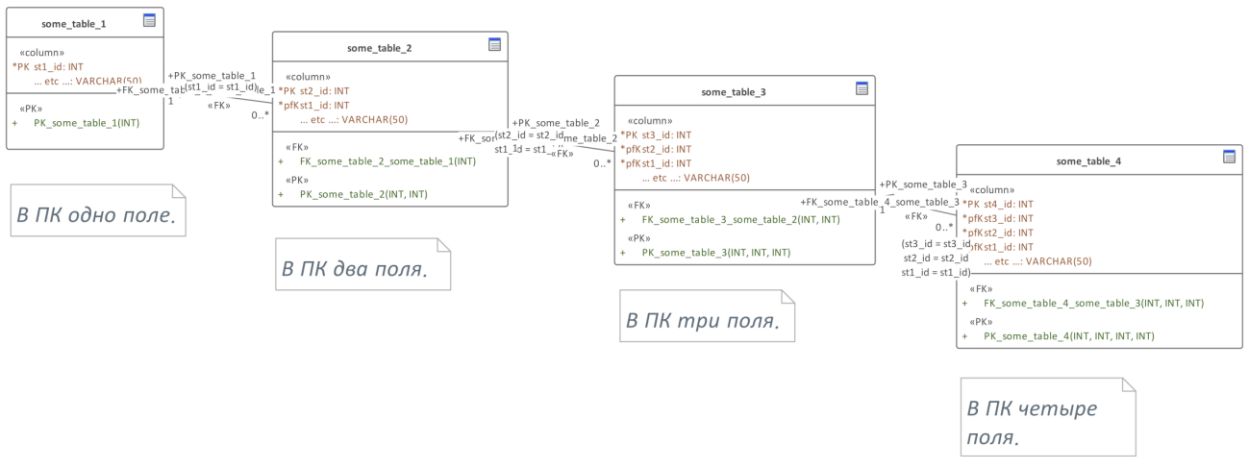 some_table_1
«column»
*PK st1_id: INT
... etc ...: VARCHAR(50)
«PK»
+ PK_some_table_1(INT)
В ПК одно поле.
+PK_some_table_1
(st1_id = st1_id)
1
«FK»
0..*
some_table_2
«column»
*PK st2_id: INT
*pfK st1_id: INT
... etc ...: VARCHAR(50)
«FK»
+ FK_some_table_2_some_table_1(INT)
«PK»
+ PK_some_table_2(INT, INT)
В ПК два поля.
+PK_some_table_2
(st2_id = st2_id
«FK»
0..*
some_table_3
«column»
*PK st3_id: INT
*pfK st2_id: INT
*pfK st1_id: INT
... etc ...: VARCHAR(50)
«FK»
+ FK_some_table_3_some_table_2(INT, INT)
«PK»
+ PK_some_table_3(INT, INT, INT)
В ПК три поля.
+PK_some_table_3
+FK_some_table_4_some_table_3
1
«FK»
0..*
(st3_id = st3_id
st2_id = st2_id
st1_id = st1_id)
some_table_4
«column»
*PK st4_id: INT
*pfK st3_id: INT
*pfK st2_id: INT
*pfK st1_id: INT
... etc ...: VARCHAR(50)
«FK»
+ FK_some_table_4_some_table_3(INT, INT, INT)
«PK»
+ PK_some_table_4(INT, INT, INT, INT)
В ПК четыре
поля.